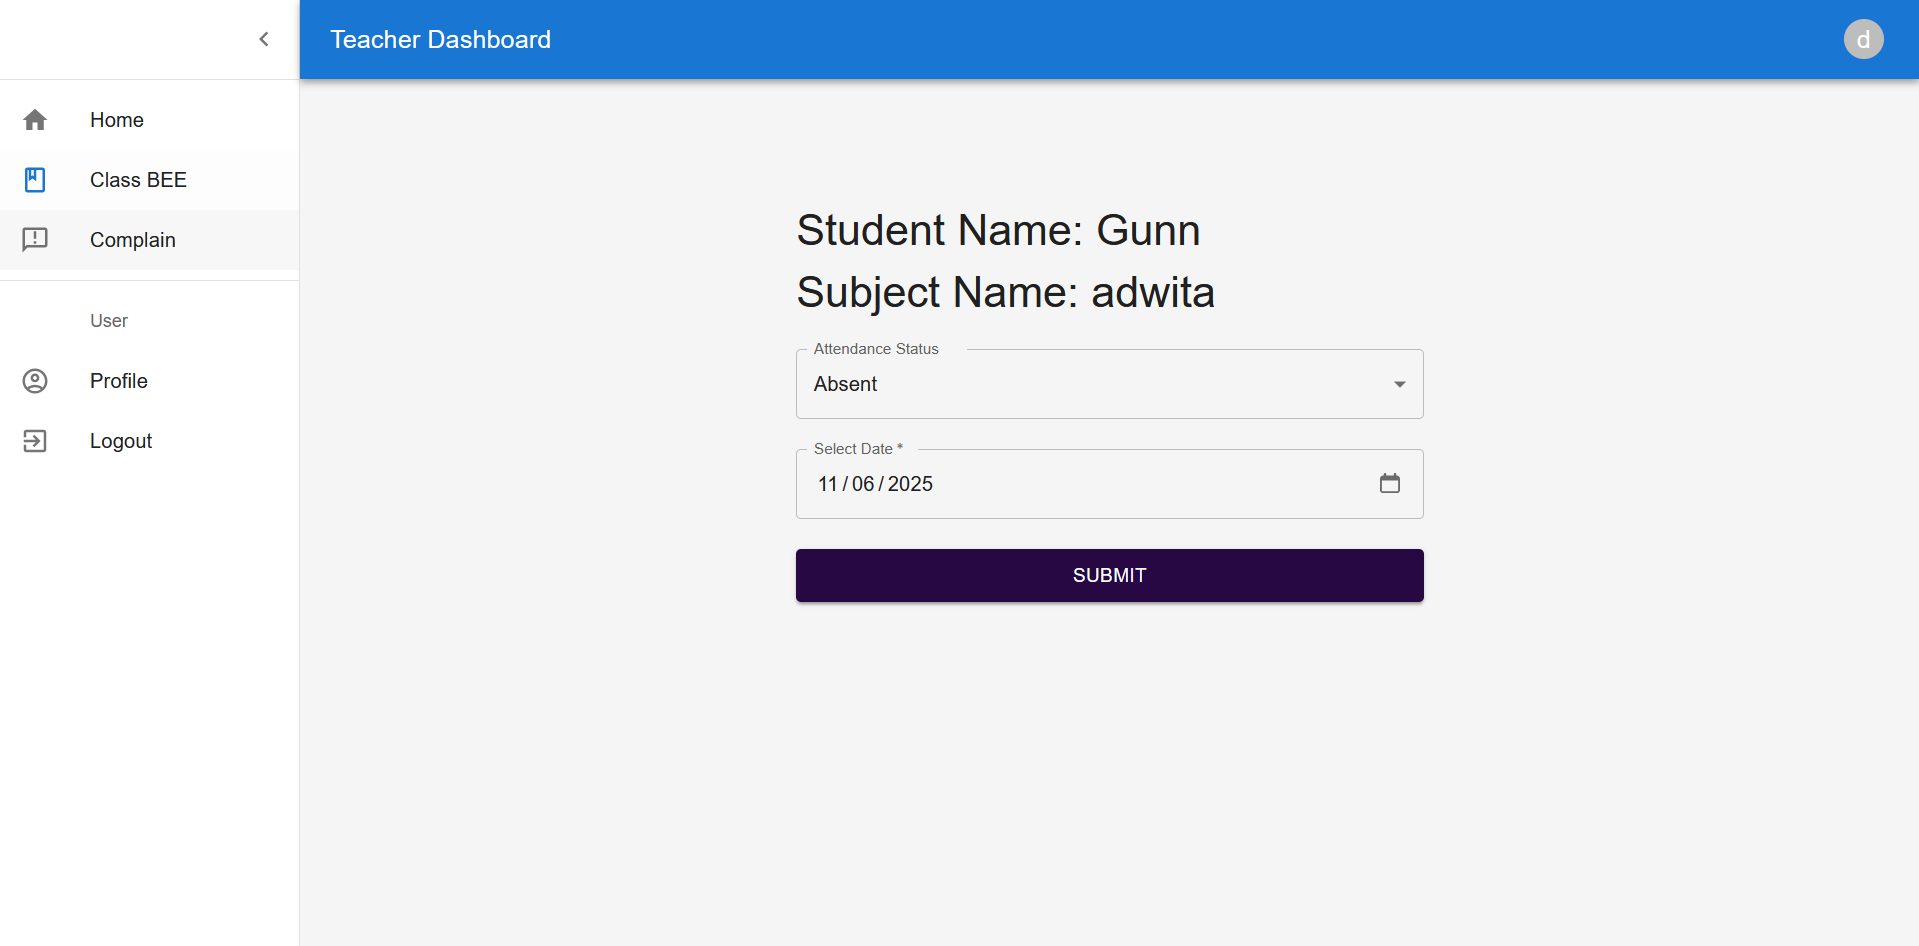 Teacher Dashboard
d
Home
Class BEE
Complain
User
Profile
Logout
Student Name: Gunn
Subject Name: adwita
Attendance Status
Absent
Select Date *
11/06/2025
SUBMIT